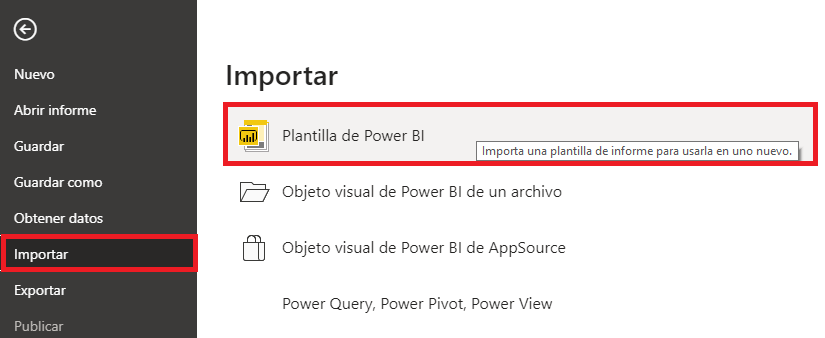 Nuevo
Abrir informe
Guardar
Guardar como
Obtener datos
Importar
Exportar
Publicar
Importar
Plantilla de Power BI
Importa una plantilla de informe para usarla en uno nuevo.
Objeto visual de Power BI de un archivo
Objeto visual de Power BI de AppSource
Power Query, Power Pivot, Power View